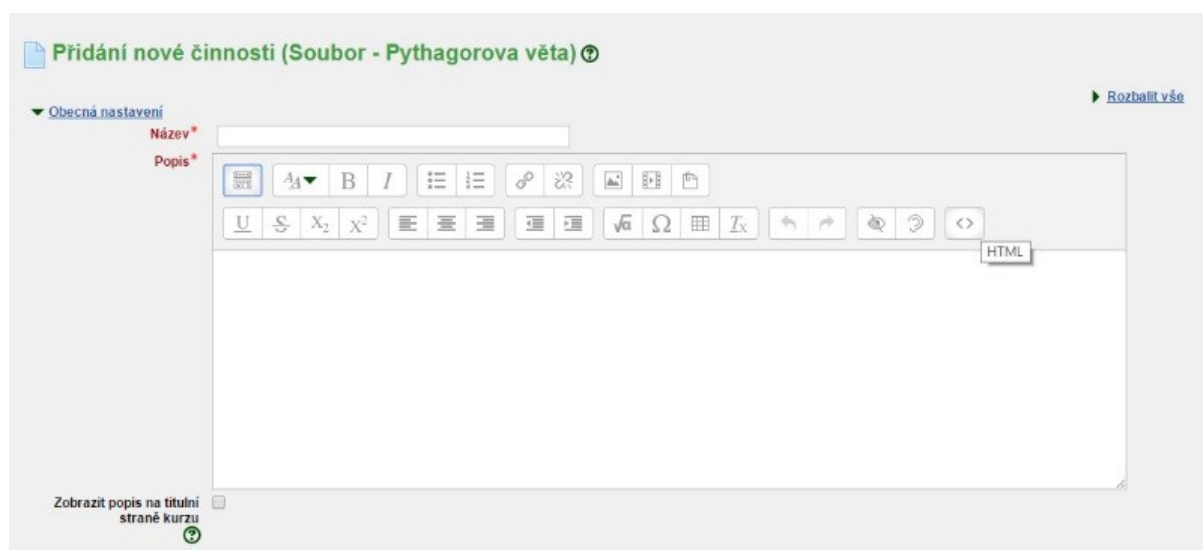 Přidání nové činnosti (Soubor - Pythagorova věta)
Rozbalit vše
Obecná nastavení
Název*
Popis*
HTML
Zobrazit popis na titulní
straně kurzu